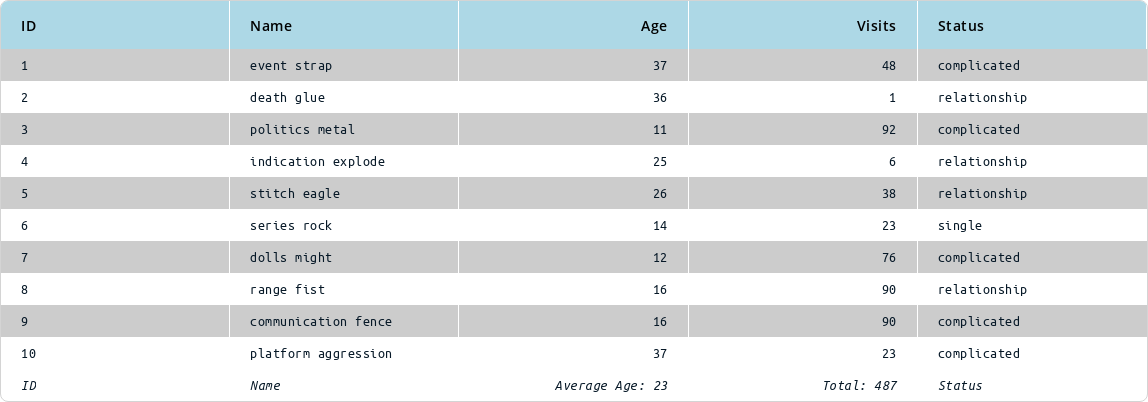 ID Name Age Visits Status
1 event strap 37 48 complicated
2 death glue 36 1 relationship
3 politics metal 11 92 complicated
4 indication explode 25 6 relationship
5 stitch eagle 26 38 relationship
6 series rock 14 23 single
7 dolls might 12 76 complicated
8 range fist 16 90 relationship
9 communication fence 16 90 complicated
10 platform aggression 37 23 complicated
ID Name Average Age: 23 Total: 487 Status